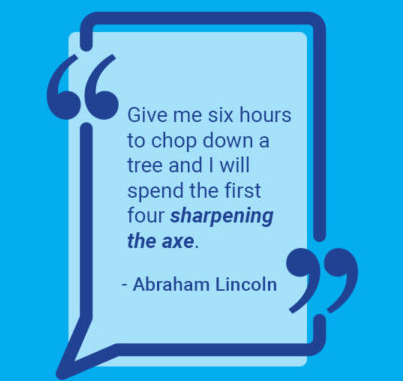 Give me six hours
to chop down a
tree and I will
spend the first
four sharpening
the axe.
- Abraham Lincoln